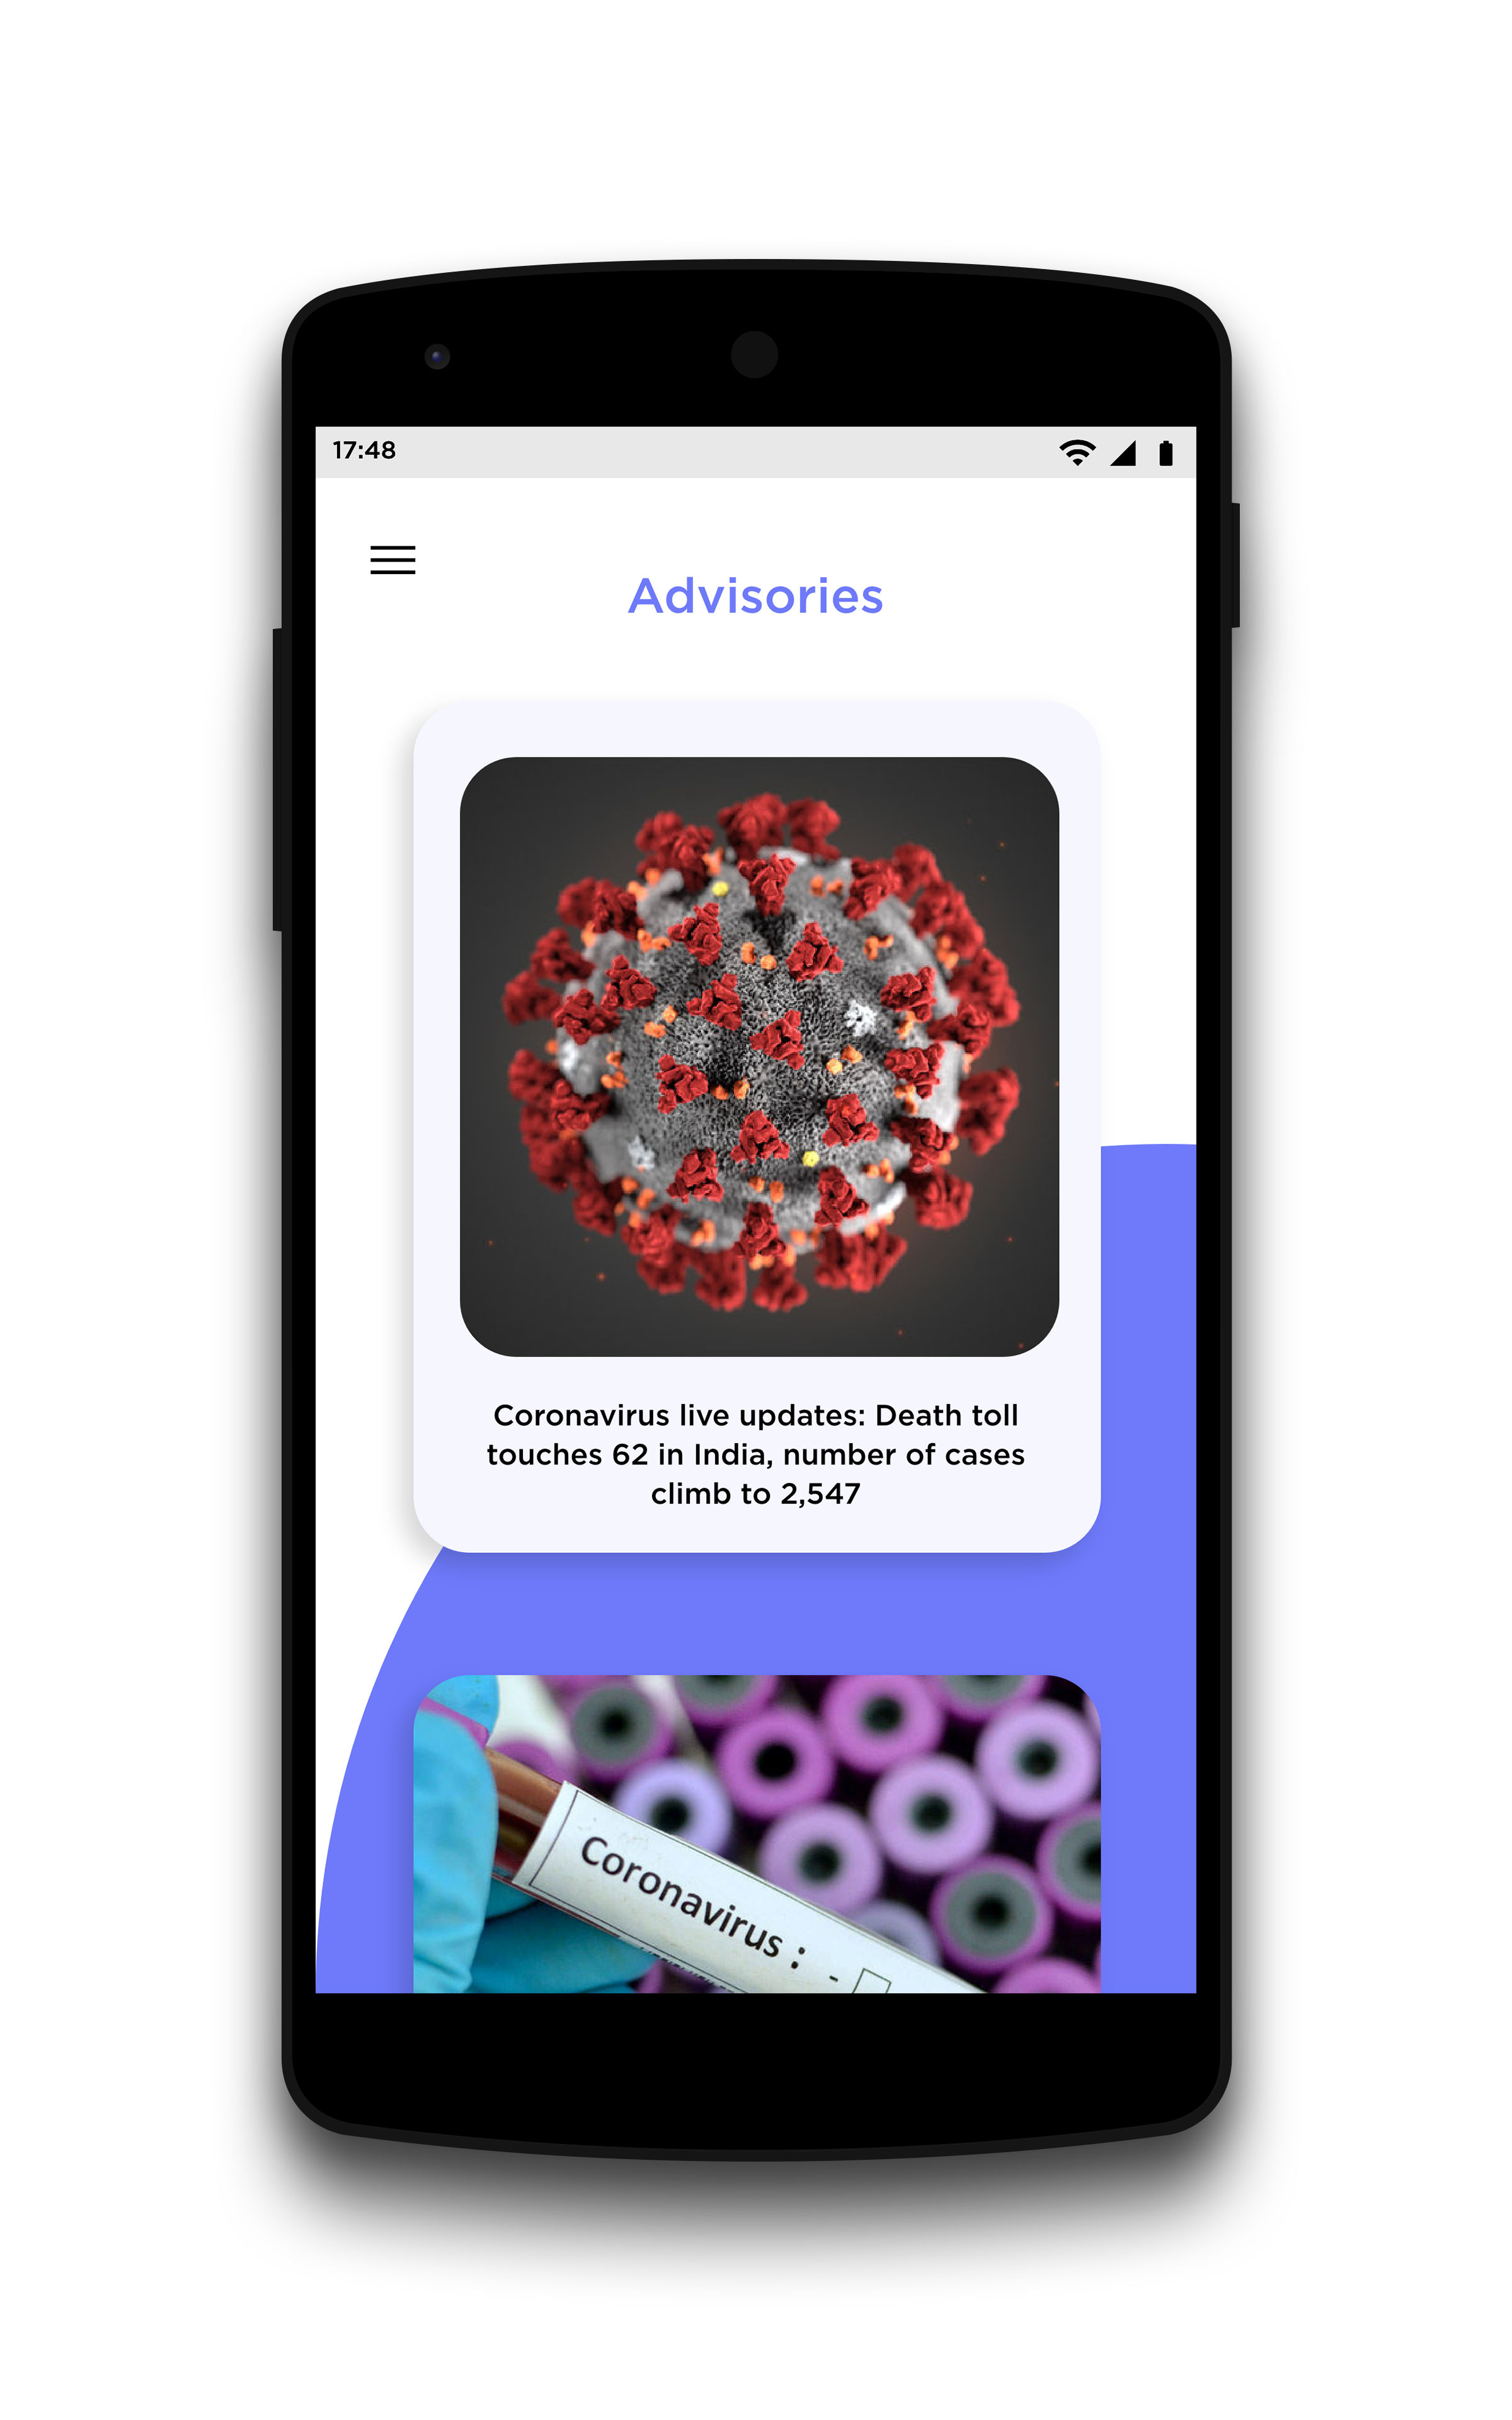 17:48
Advisories
Coronavirus live updates: Death toll
touches 62 in India, number of cases
climb to 2,547
Coronavirus : -